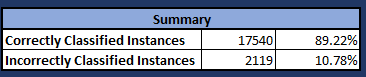 Summary
Correctly Classified Instances 17540 89.22%
Incorrectly Classified Instances 2119 10.78%